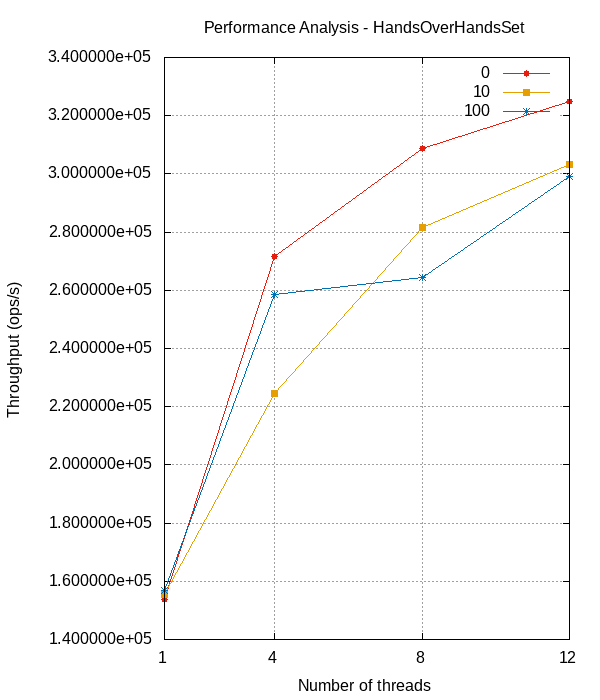 Performance Analysis - HandsOverHandsSet
3.400000e+05
3.200000e+05
3.000000e+05
2.800000e+05
2.600000e+05
2.400000e+05
2.200000e+05
2.000000e+05
1.800000e+05
1.600000e+05
1.400000e+05
0
10
100
Throughput (ops/s)
1 4 8 12
Number of threads